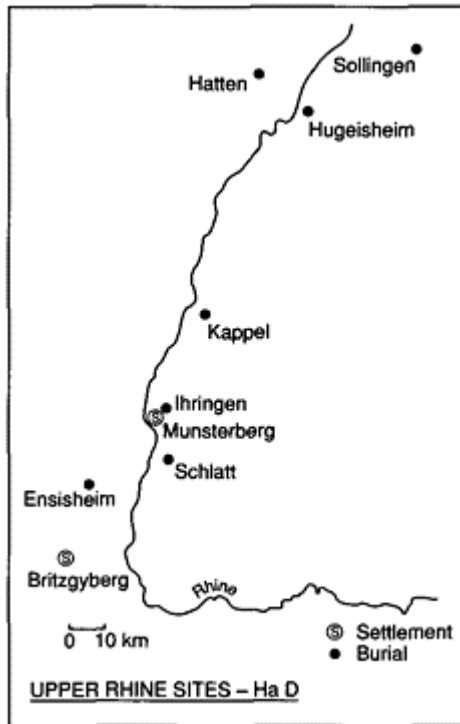 Sollingen
Hatten
Hugeisheim
Kappel
Ihringen
Munsterberg
Schlatt
Ensisheim
Britzgyberg
Rhine
0 10 km
Ⓢ Settlement
● Burial
UPPER RHINE SITES – Ha D